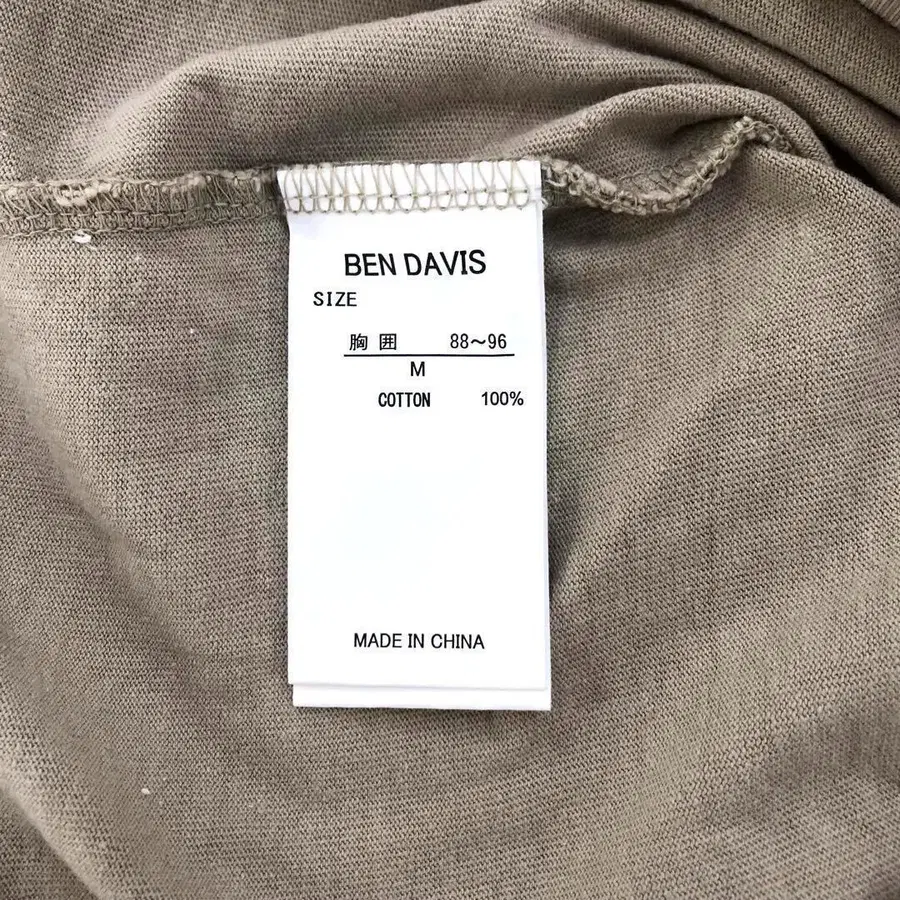 BEN DAVIS
SIZE
胸囲 88～96
M
COTTON 100%
MADE IN CHINA